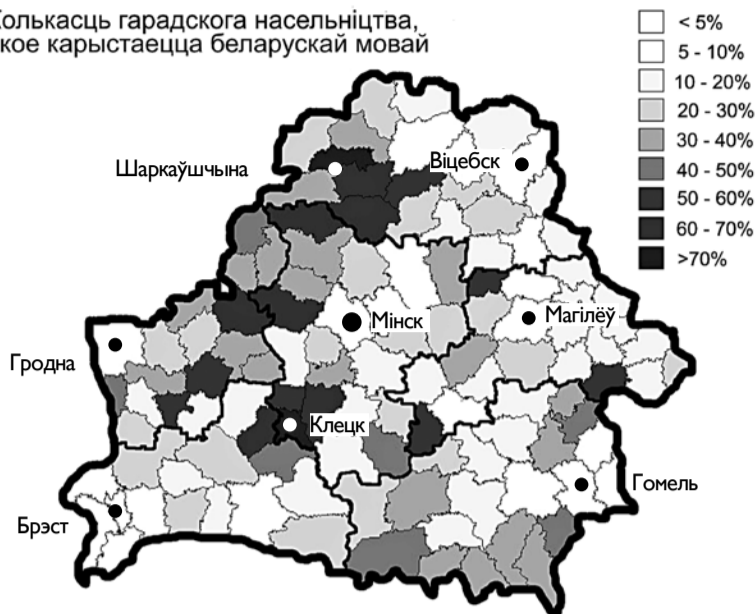 Колькасць гарадскога насельніцтва,
якое карыстаецца беларускай мовай
< 5%
5 - 10%
10 - 20%
20 - 30%
30 - 40%
40 - 50%
50 - 60%
60 - 70%
>70%
Шаркаўшчына
Віцебск
Мінск
Магілёў
Гродна
Клецк
Гомель
Брэст